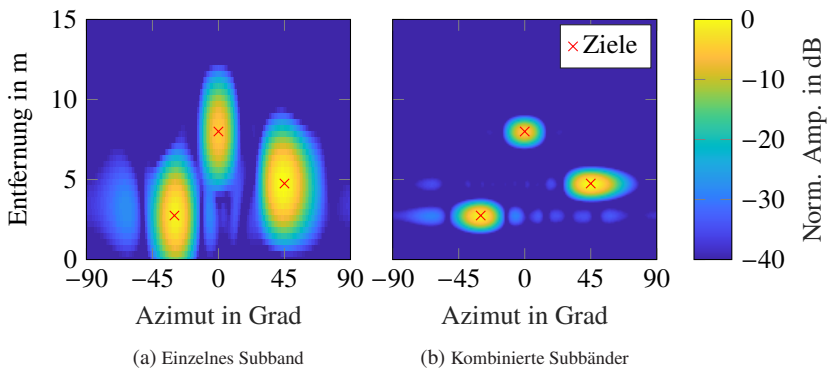 15
10
5
0
Entfernung in m
−90 −45 0 45 90
Azimut in Grad
(a) Einzelnes Subband
Ziele
−90 −45 0 45 90
Azimut in Grad
(b) Kombinierte Subbänder
0
−10
−20
−30
−40
Norm. Amp. in dB